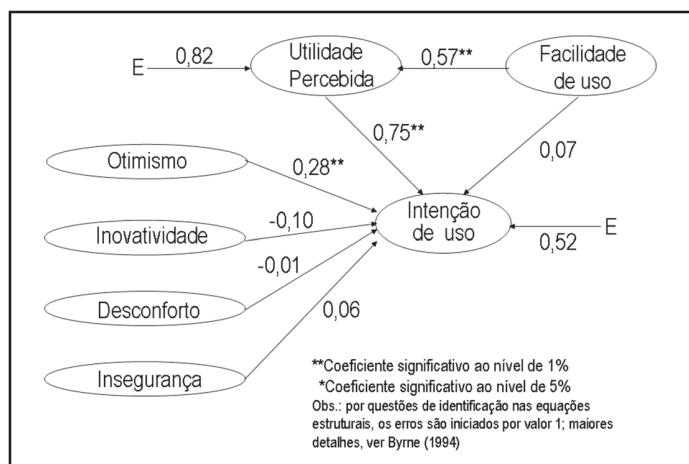 E
0,82
Utilidade
Percebida
0,57**
Facilidade
de uso
0,75**
0,07
Otimismo
0,28**
Inovatividade
-0,10
Intenção
de uso
E
0,52
-0,01
Desconforto
0,06
Insegurança
**Coeficiente significativo ao nível de 1%
*Coeficiente significativo ao nível de 5%
Obs.: por questões de identificação nas equações
estruturais, os erros são iniciados por valor 1; maiores
detalhes, ver Byrne (1994)